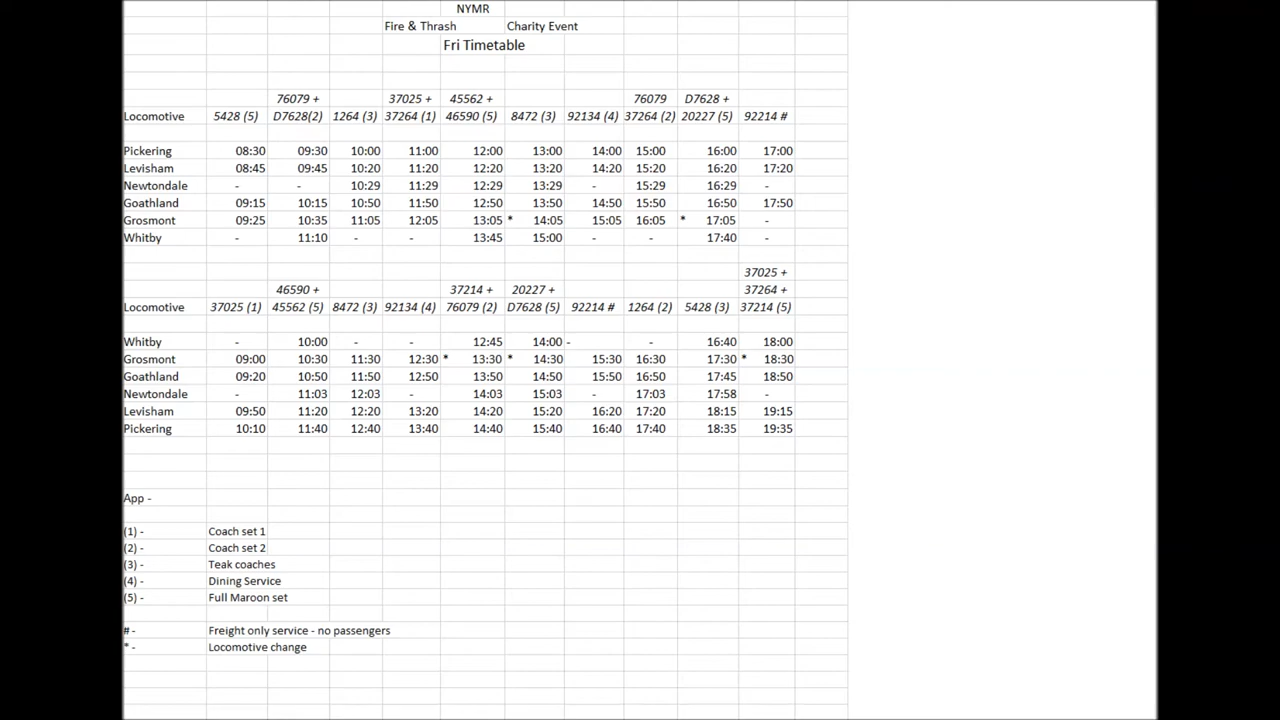 NYMR
Fire & Thrash Charity Event
Fri Timetable
76079 + 37025 + 45562 + 76079 D7628 +
Locomotive 5428 (5) D7628(2) 1264 (3) 37264 (1) 46590 (5) 8472 (3) 92134 (4) 37264 (2) 20227 (5) 92214 #
Pickering 08:30 09:30 10:00 11:00 12:00 13:00 14:00 15:00 16:00 17:00
Levisham 08:45 09:45 10:20 11:20 12:20 13:20 14:20 15:20 16:20 17:20
Newtondale - - 10:29 11:29 12:29 13:29 - 15:29 16:29 -
Goathland 09:15 10:15 10:50 11:50 12:50 13:50 14:50 15:50 16:50 17:50
Grosmont 09:25 10:35 11:05 12:05 13:05 * 14:05 15:05 16:05 * 17:05 -
Whitby - 11:10 - - 13:45 15:00 - - 17:40 -
37025 +
46590 + 37214 + 20227 + 37264 +
Locomotive 37025 (1) 45562 (5) 8472 (3) 92134 (4) 76079 (2) D7628 (5) 92214 # 1264 (2) 5428 (3) 37214 (5)
Whitby - 10:00 - - 12:45 14:00 - - 16:40 18:00
Grosmont 09:00 10:30 11:30 12:30 * 13:30 * 14:30 15:30 16:30 17:30 * 18:30
Goathland 09:20 10:50 11:50 12:50 13:50 14:50 15:50 16:50 17:45 18:50
Newtondale - 11:03 12:03 - 14:03 15:03 - 17:03 17:58 -
Levisham 09:50 11:20 12:20 13:20 14:20 15:20 16:20 17:20 18:15 19:15
Pickering 10:10 11:40 12:40 13:40 14:40 15:40 16:40 17:40 18:35 19:35
App -
(1) - Coach set 1
(2) - Coach set 2
(3) - Teak coaches
(4) - Dining Service
(5) - Full Maroon set
# - Freight only service - no passengers
* - Locomotive change